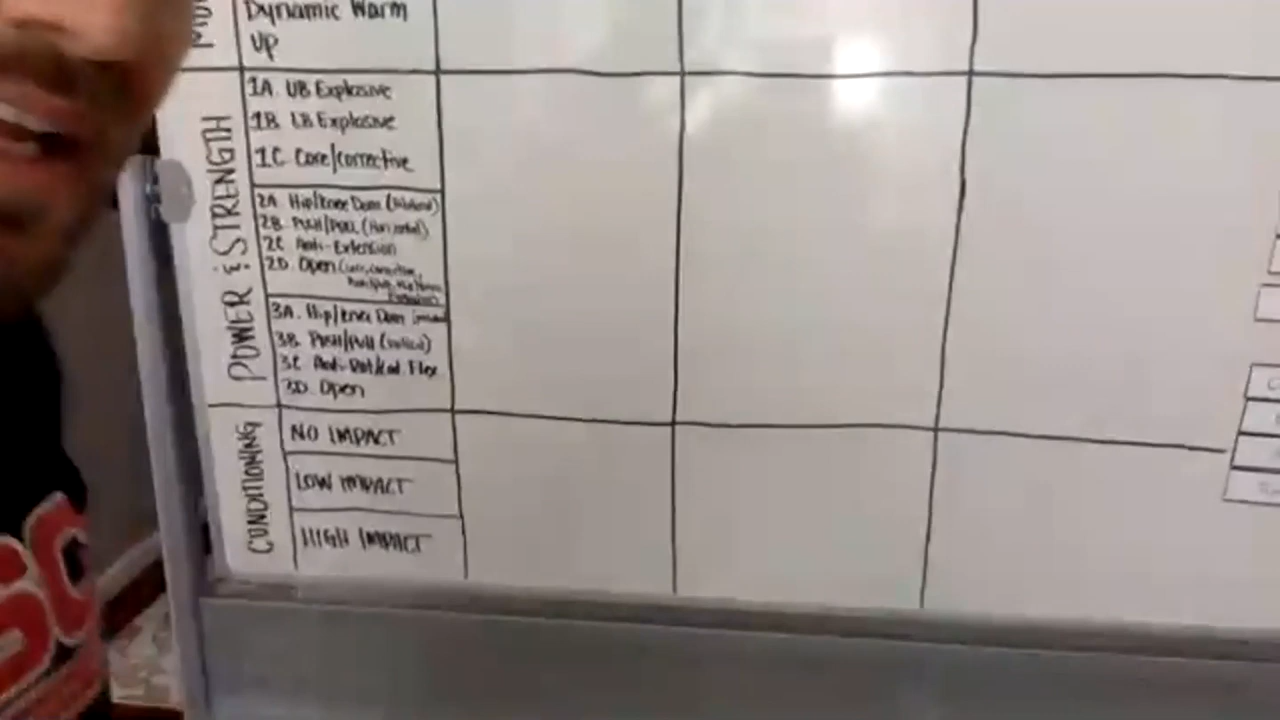 Dynamic Warm
UP
POWER & STRENGTH
1A. UB Explosive
1B. LB Explosive
1C. Core/corrective
2A. Hip/Knee Dom (Bilateral)
2B. PUSH/PULL (Horizontal)
2C. Anti-Extension
2D. Open (
3A. Hip/Knee Dom
3B. PUSH/PUll (Vertical)
3C. Anti-Rot/Lat. Flex
3D. Open
CONDITIONING
NO IMPACT
LOW IMPACT
HIGH IMPACT